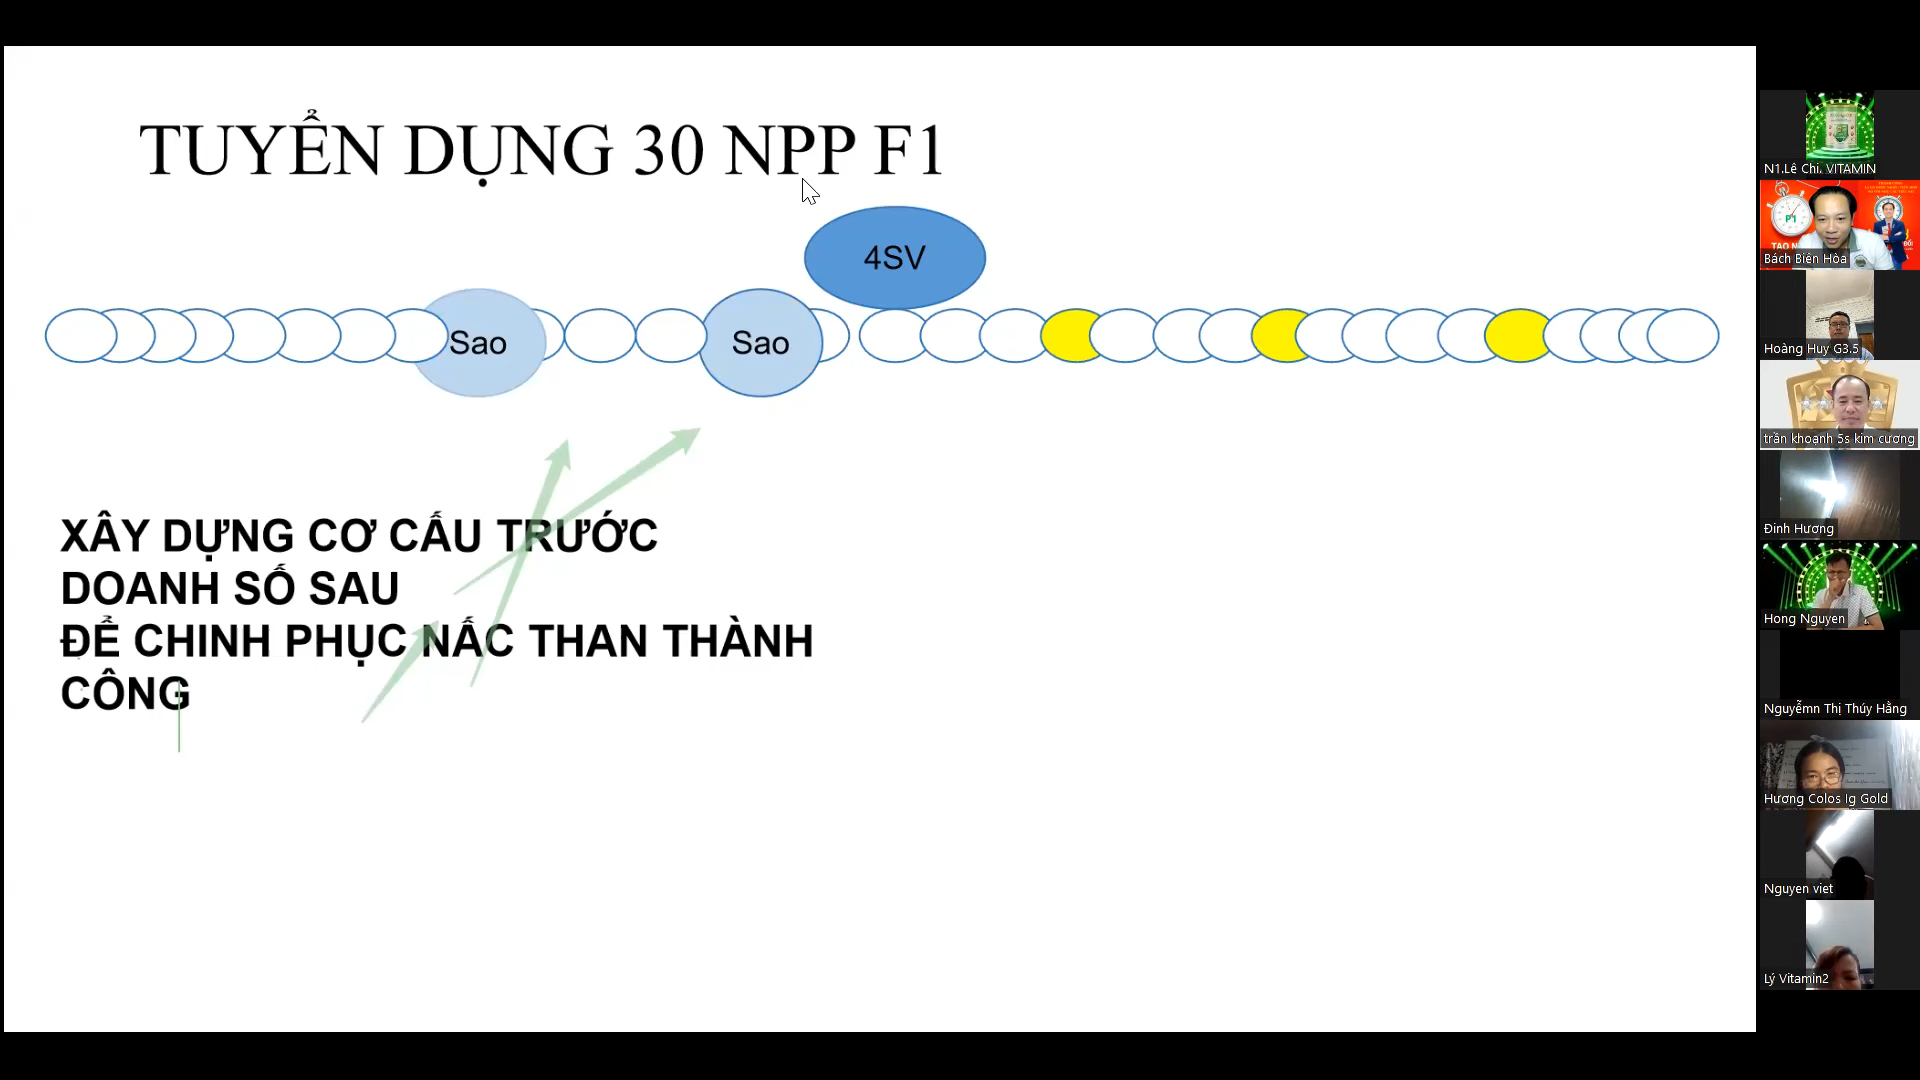 TUYỂN DỤNG 30 NPP F1
4SV
Sao
Sao
XÂY DỰNG CƠ CẤU TRƯỚC
DOANH SỐ SAU
ĐỂ CHINH PHỤC NẤC THAN THÀNH
CÔNG
N1.Lê Chi. VITAMIN
P1
Bách Biên Hòa
Hoàng Huy G3.5
trần khoạnh 5s kim cương
Đinh Hương
Hong Nguyen
Nguyễmn Thị Thúy Hằng
Hương Colos Ig Gold
Nguyen viet
Lý Vitamin2